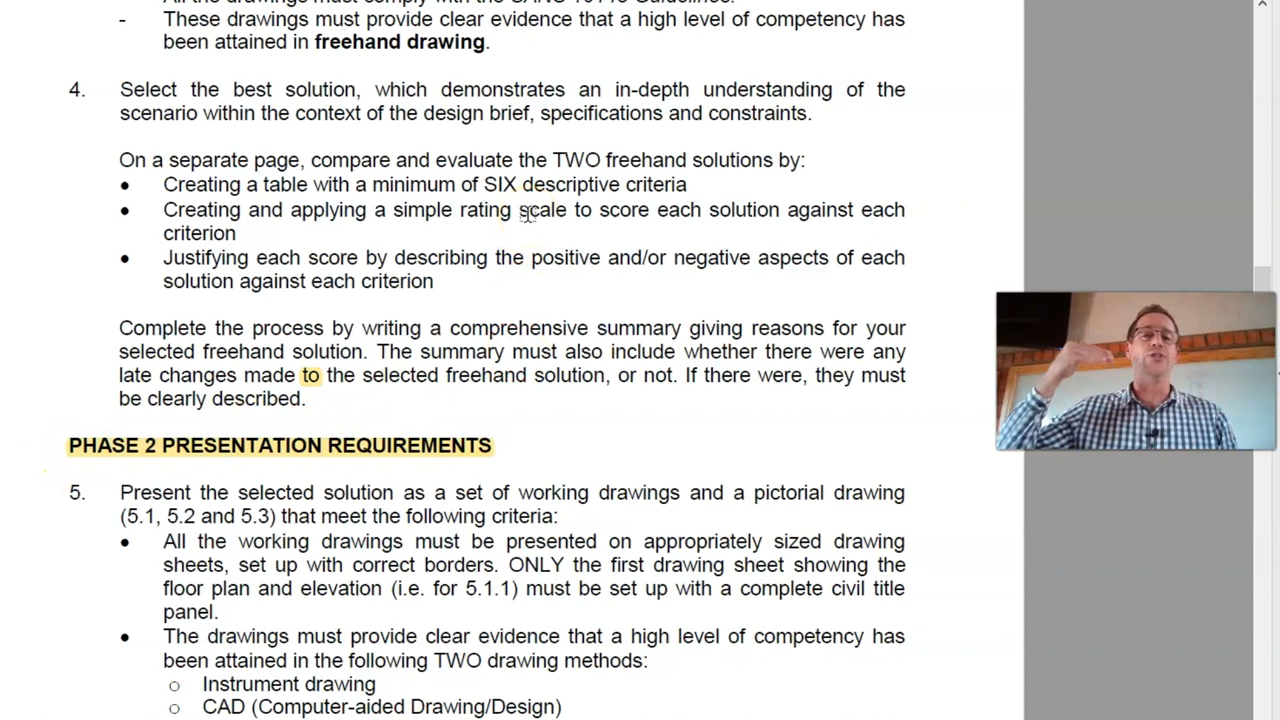 - These drawings must provide clear evidence that a high level of competency has
been attained in freehand drawing.
4. Select the best solution, which demonstrates an in-depth understanding of the
scenario within the context of the design brief, specifications and constraints.
On a separate page, compare and evaluate the TWO freehand solutions by:
• Creating a table with a minimum of SIX descriptive criteria
• Creating and applying a simple rating scale to score each solution against each
criterion
• Justifying each score by describing the positive and/or negative aspects of each
solution against each criterion
Complete the process by writing a comprehensive summary giving reasons for your
selected freehand solution. The summary must also include whether there were any
late changes made to the selected freehand solution, or not. If there were, they must
be clearly described.
PHASE 2 PRESENTATION REQUIREMENTS
5. Present the selected solution as a set of working drawings and a pictorial drawing
(5.1, 5.2 and 5.3) that meet the following criteria:
• All the working drawings must be presented on appropriately sized drawing
sheets, set up with correct borders. ONLY the first drawing sheet showing the
floor plan and elevation (i.e. for 5.1.1) must be set up with a complete civil title
panel.
• The drawings must provide clear evidence that a high level of competency has
been attained in the following TWO drawing methods:
o Instrument drawing
o CAD (Computer-aided Drawing/Design)